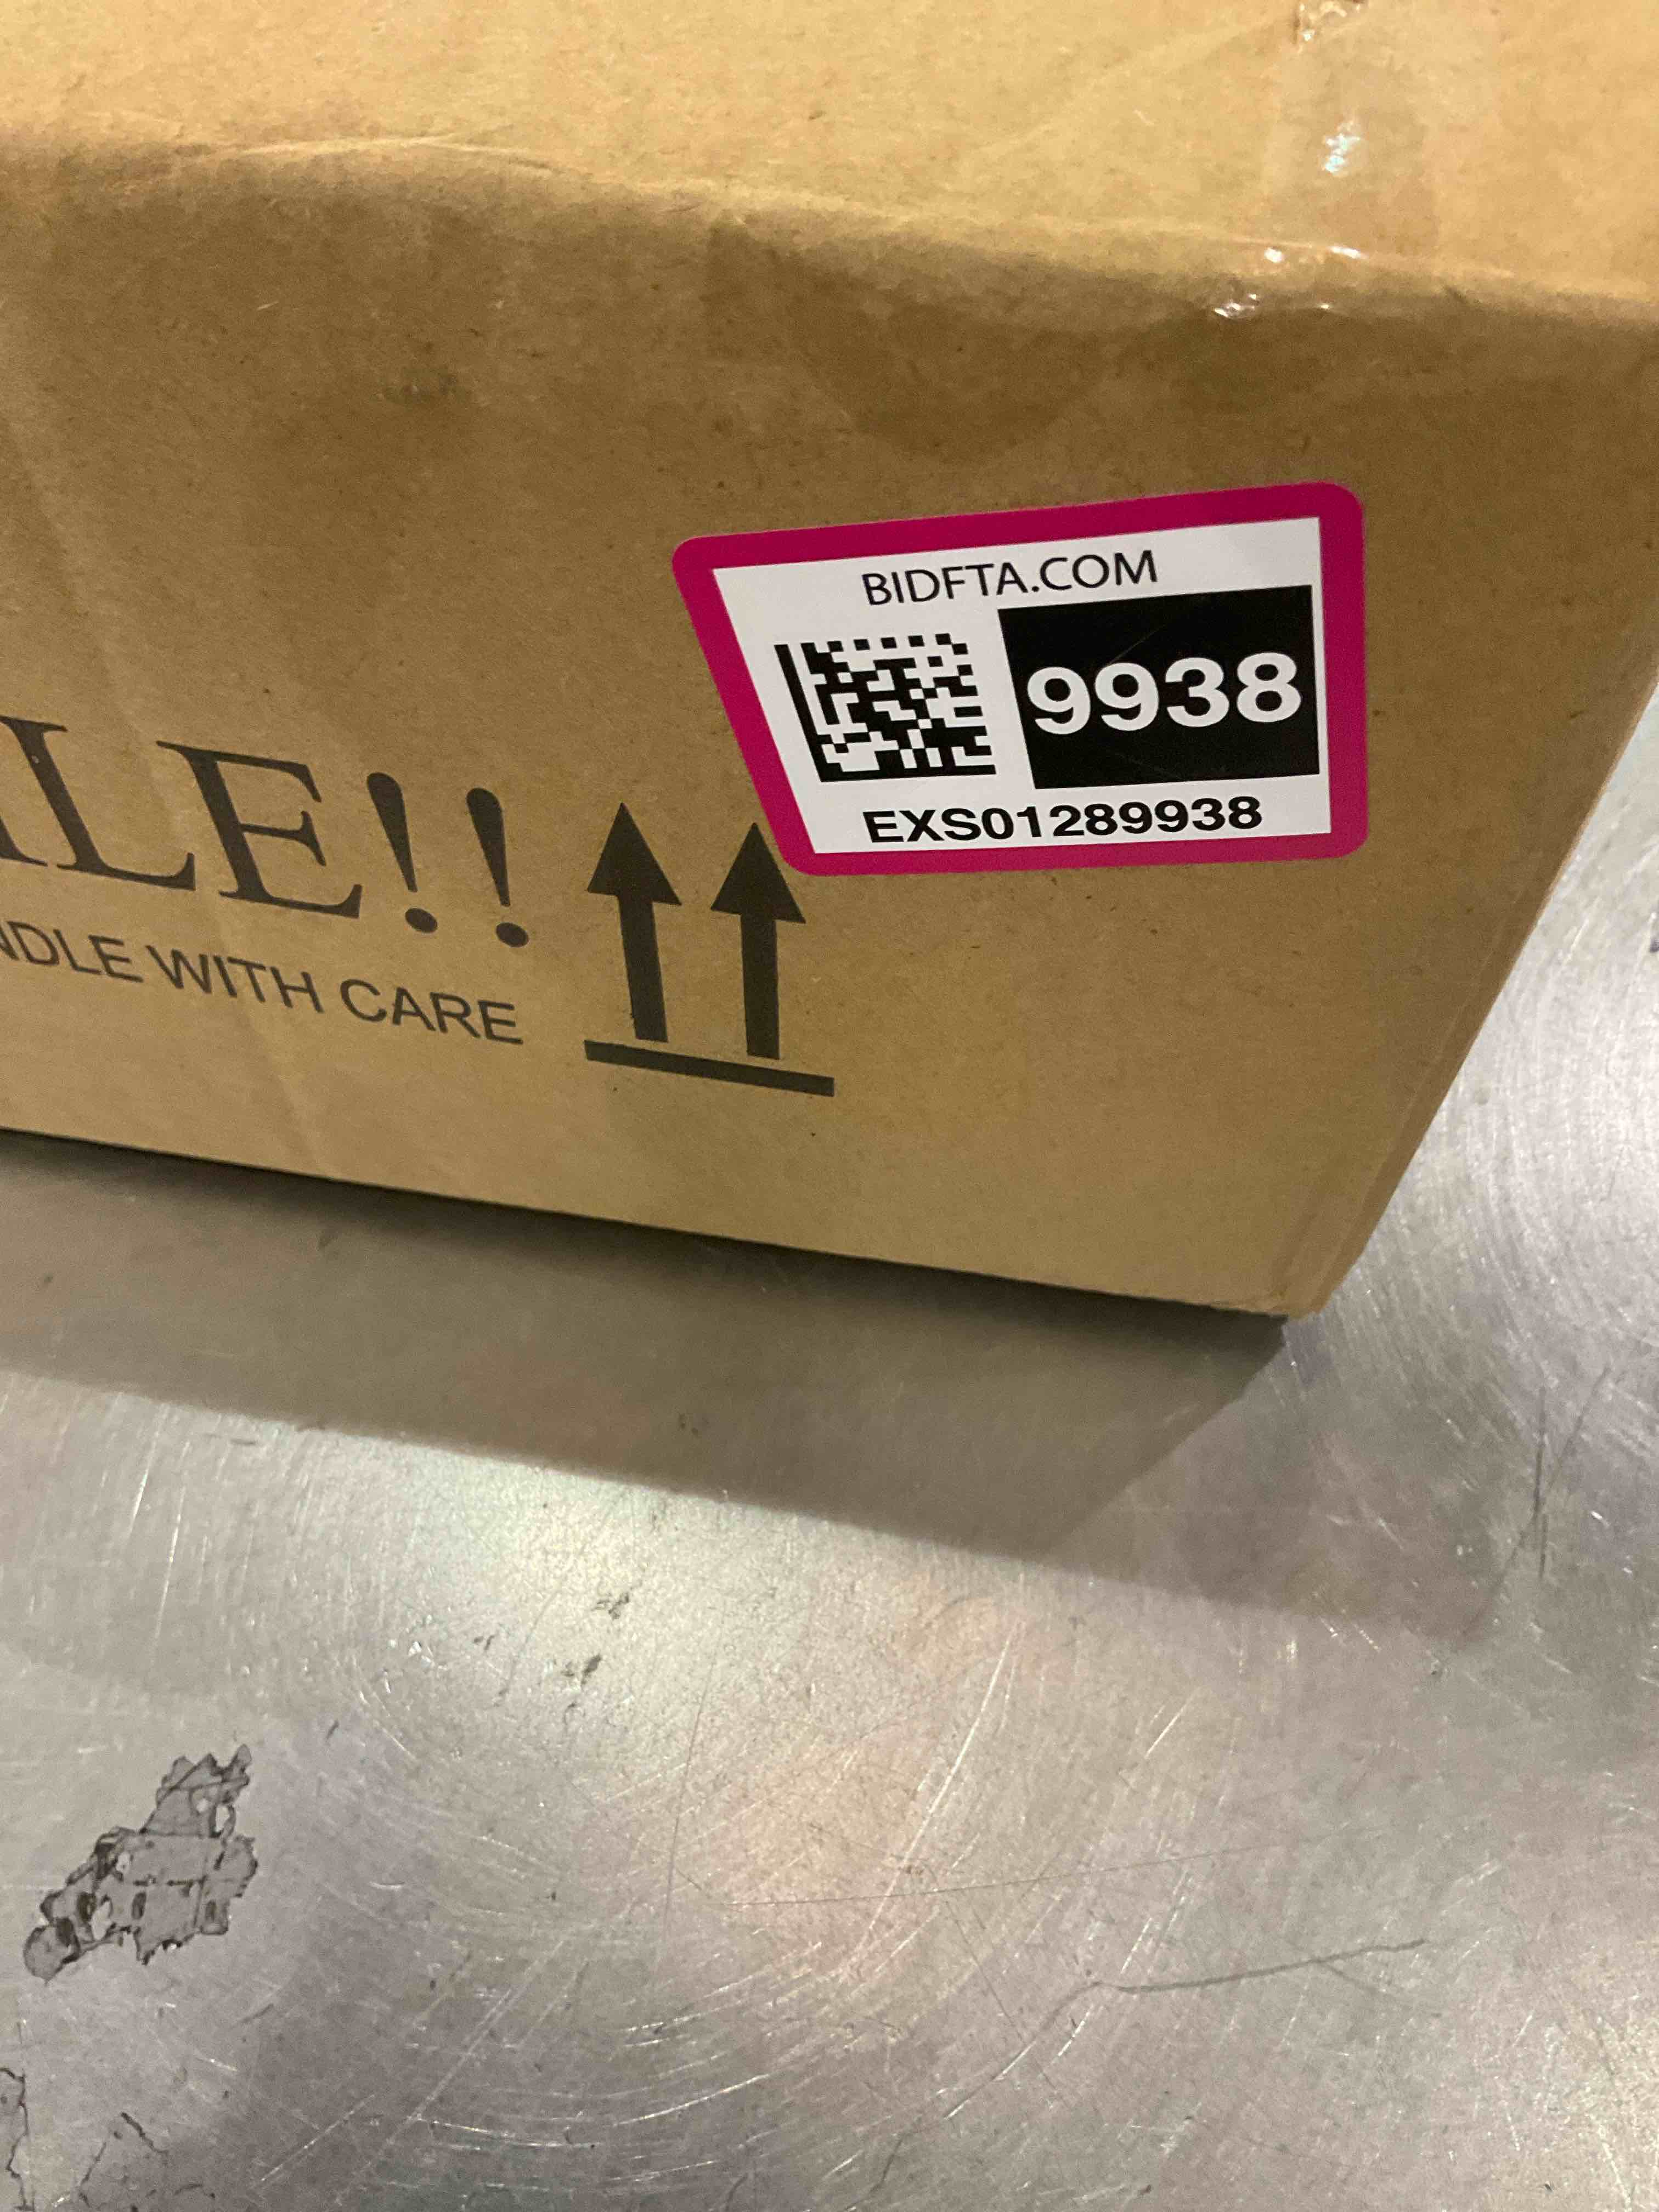 BIDFTA.COM
9938
EXS01289938
LE!!
NDLE WITH CARE